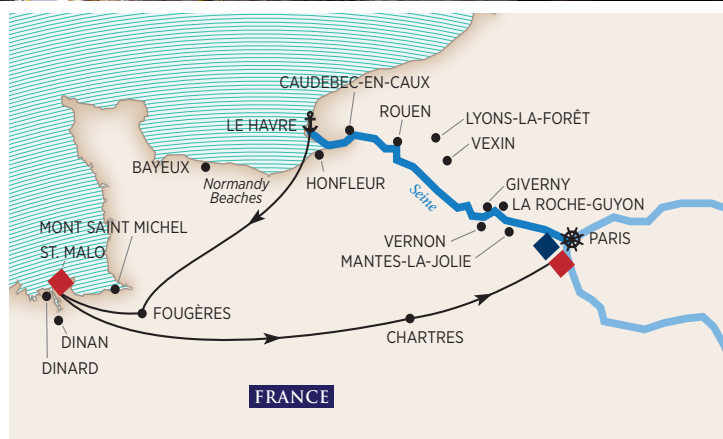 CAUDEBEC-EN-CAUX
ROUEN
LE HAVRE
LYONS-LA-FORÊT
VEXIN
BAYEUX
Normandy
Beaches
HONFLEUR
Seine
GIVERNY
LA ROCHE-GUYON
MONT SAINT MICHEL
VERNON
PARIS
ST. MALO
MANTES-LA-JOLIE
FOUGÈRES
DINAN
CHARTRES
DINARD
FRANCE